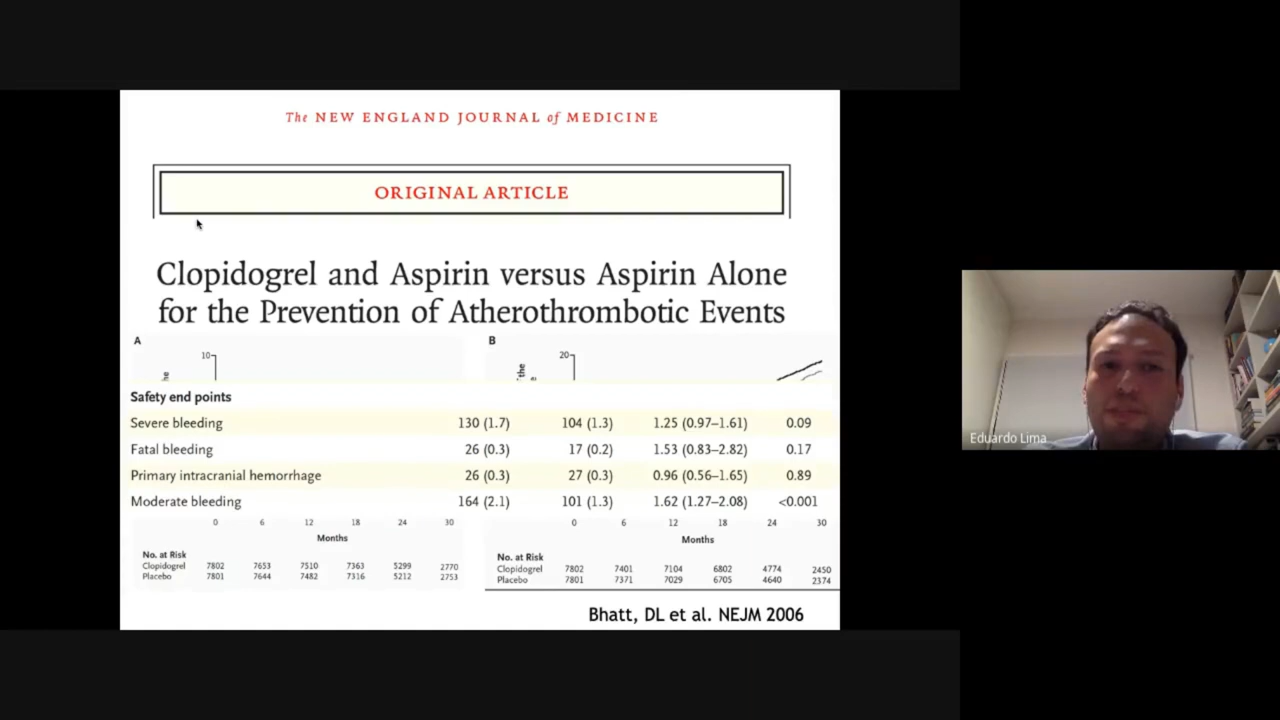 The NEW ENGLAND JOURNAL of MEDICINE
ORIGINAL ARTICLE
Clopidogrel and Aspirin versus Aspirin Alone
for the Prevention of Atherothrombotic Events
A
10
B
20
the
Safety end points
Severe bleeding 130 (1.7) 104 (1.3) 1.25 (0.97–1.61) 0.09
Fatal bleeding 26 (0.3) 17 (0.2) 1.53 (0.83–2.82) 0.17
Primary intracranial hemorrhage 26 (0.3) 27 (0.3) 0.96 (0.56–1.65) 0.89
Moderate bleeding 164 (2.1) 101 (1.3) 1.62 (1.27–2.08) <0.001
0 6 12 18 24 30
Months
No. at Risk
Clopidogrel 7802 7653 7510 7363 5299 2770
Placebo 7801 7644 7482 7316 5212 2753
0 6 12 18 24 30
Months
No. at Risk
Clopidogrel 7802 7401 7104 6802 4774 2450
Placebo 7801 7371 7029 6705 4640 2374
Bhatt, DL et al. NEJM 2006
Eduardo Lima